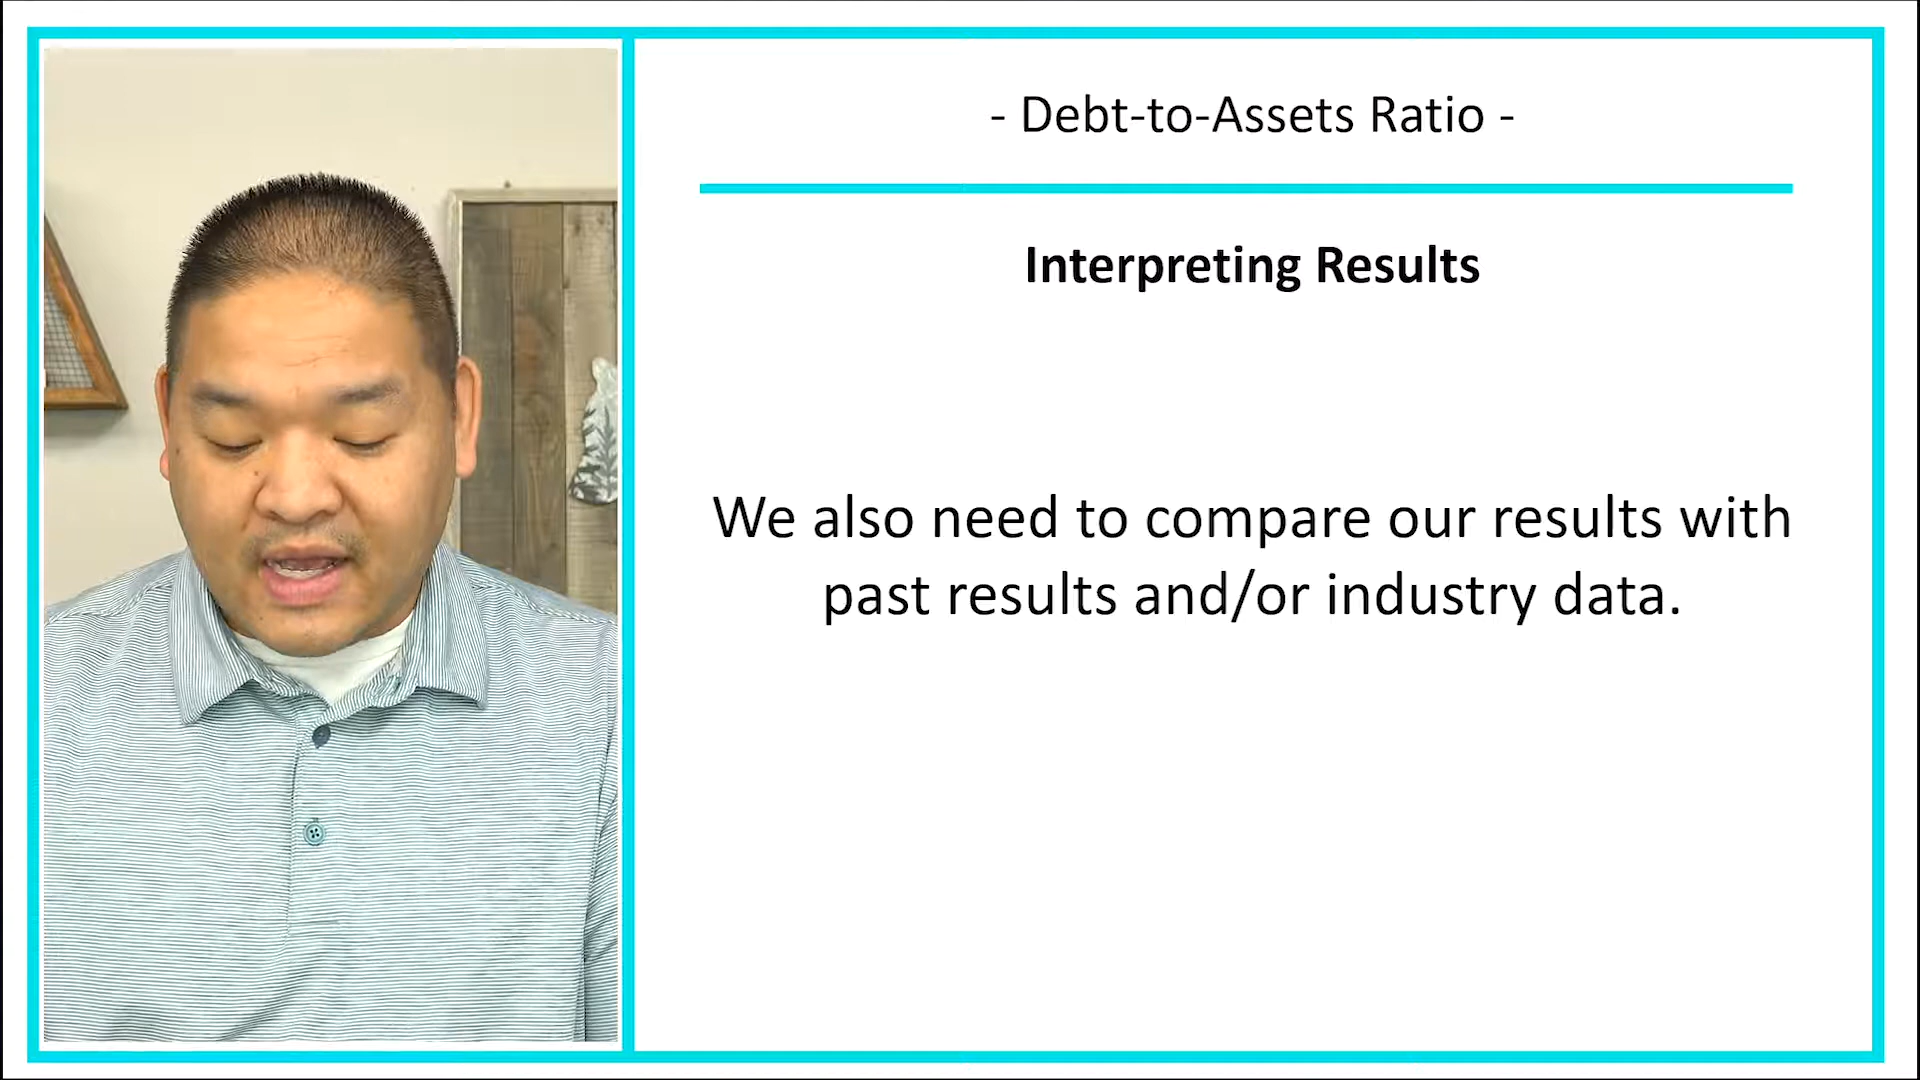 - Debt-to-Assets Ratio -
Interpreting Results
We also need to compare our results with
past results and/or industry data.